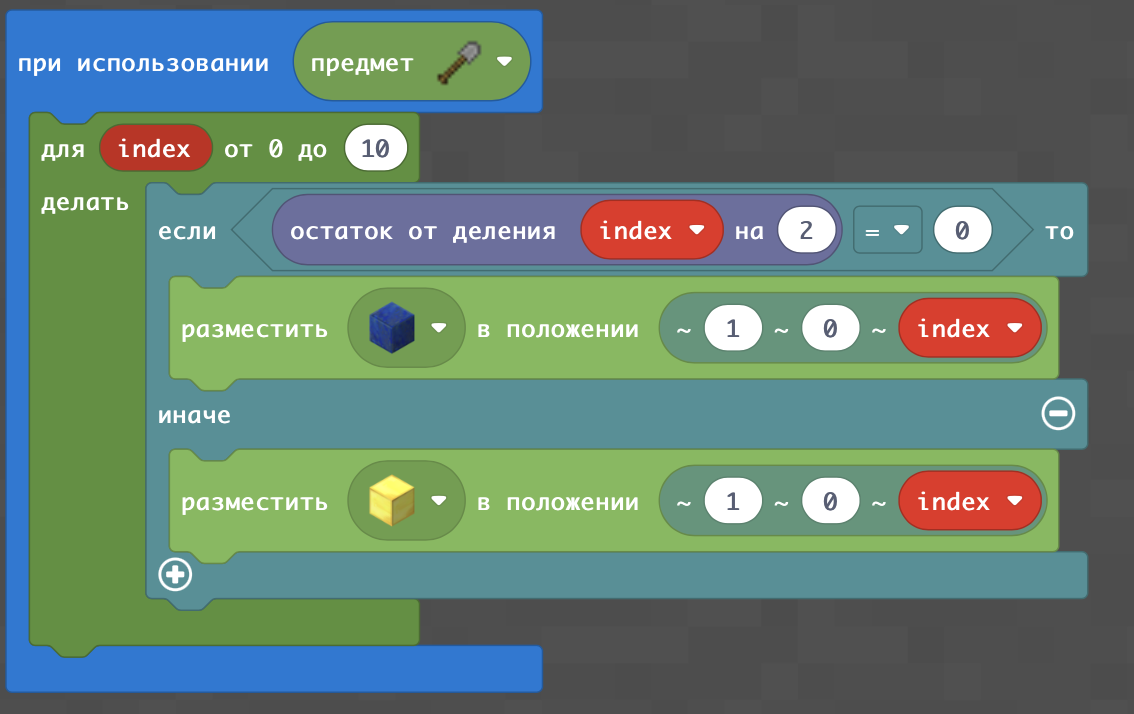 при использовании предмет
для index от 0 до 10
делать
если остаток от деления index на 2 = 0 то
разместить в положении ~ 1 ~ 0 ~ index
иначе
разместить в положении ~ 1 ~ 0 ~ index